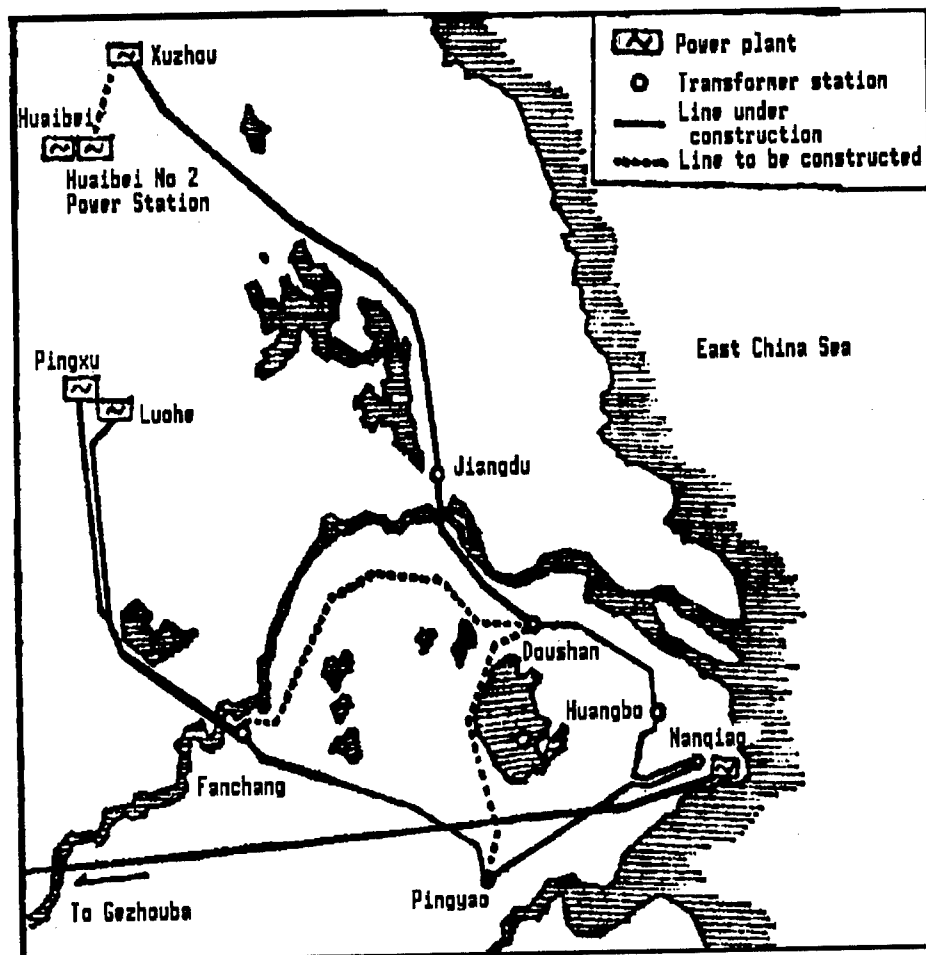 Xuzhou
Huaibei
Huaibei No 2
Power Station
Power plant
Transformer station
Line under
construction
Line to be constructed
East China Sea
Pingxu
Luohe
Jiangdu
Doushan
Huangbo
Nanqiao
Fanchang
Pingyao
To Gezhouba